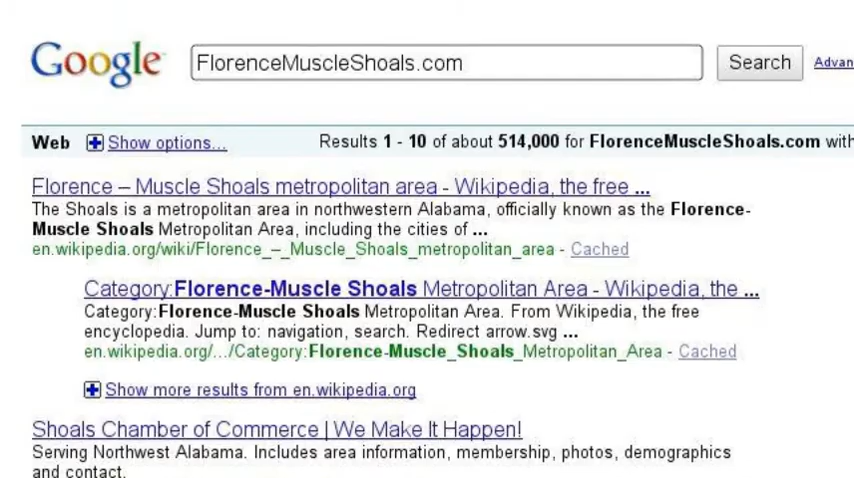 Google FlorenceMuscleShoals.com Search Advan
Web Show options... Results 1 - 10 of about 514,000 for FlorenceMuscleShoals.com with
Florence – Muscle Shoals metropolitan area - Wikipedia, the free ...
The Shoals is a metropolitan area in northwestern Alabama, officially known as the Florence-
Muscle Shoals Metropolitan Area, including the cities of ...
en.wikipedia.org/wiki/Florence_–_Muscle_Shoals_metropolitan_area - Cached
Category:Florence-Muscle Shoals Metropolitan Area - Wikipedia, the ...
Category:Florence-Muscle Shoals Metropolitan Area. From Wikipedia, the free
encyclopedia. Jump to: navigation, search. Redirect arrow.svg ...
en.wikipedia.org/.../Category:Florence-Muscle_Shoals_Metropolitan_Area - Cached
Show more results from en.wikipedia.org
Shoals Chamber of Commerce | We Make It Happen!
Serving Northwest Alabama. Includes area information, membership, photos, demographics
and contact.